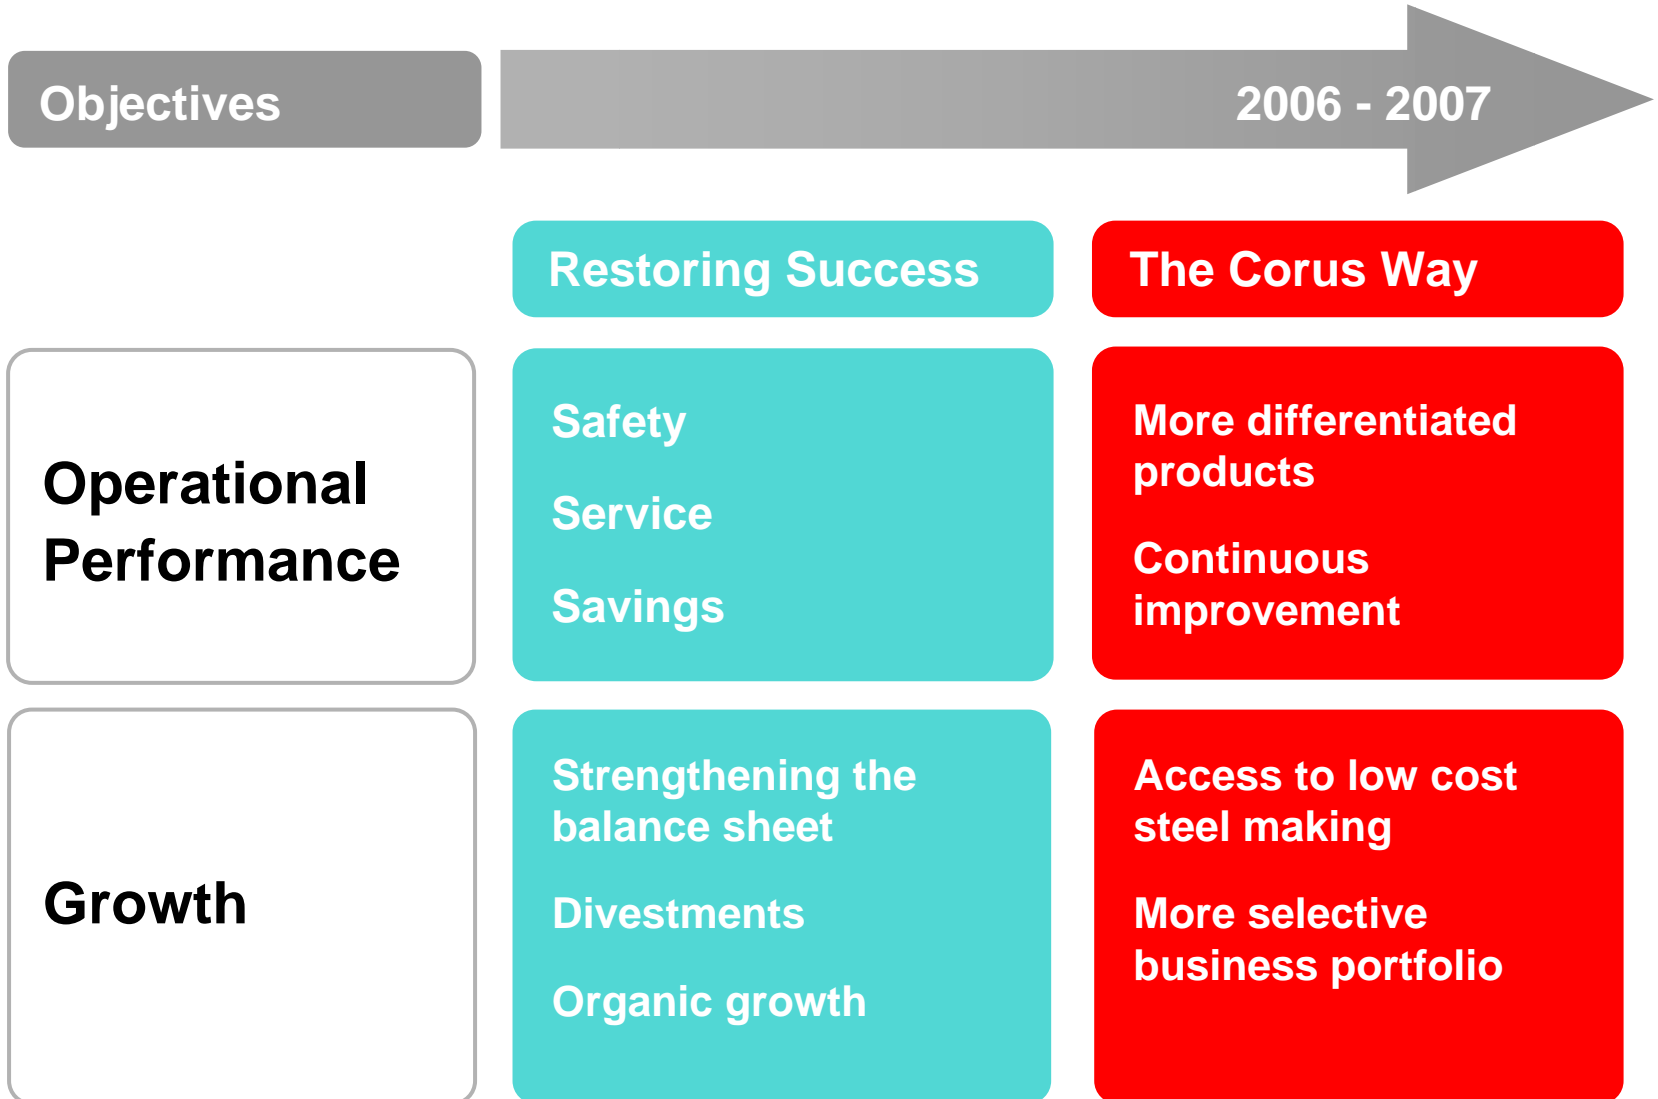 Objectives
2006 - 2007
Restoring Success
The Corus Way
Operational
Performance
Safety
Service
Savings
More differentiated
products
Continuous
improvement
Growth
Strengthening the
balance sheet
Divestments
Organic growth
Access to low cost
steel making
More selective
business portfolio